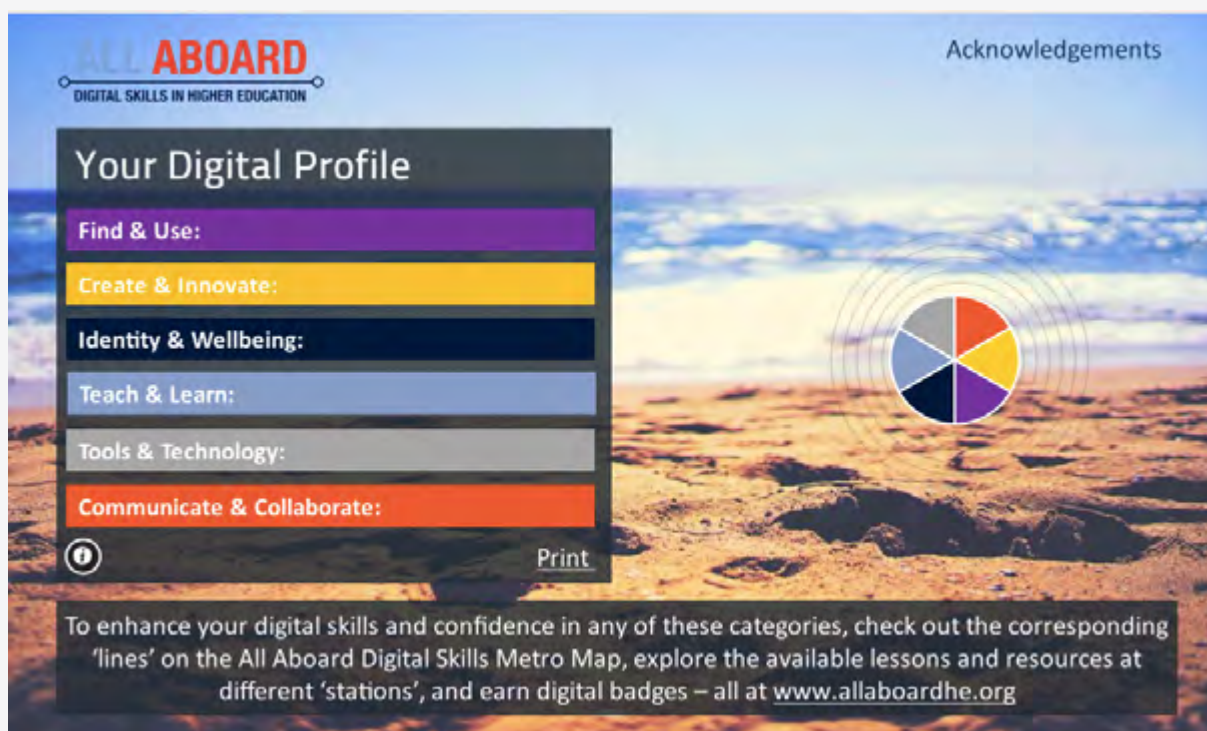 ALL ABOARD
DIGITAL SKILLS IN HIGHER EDUCATION
Acknowledgements
Your Digital Profile
Find & Use:
Create & Innovate:
Identity & Wellbeing:
Teach & Learn:
Tools & Technology:
Communicate & Collaborate:
i
Print
To enhance your digital skills and confidence in any of these categories, check out the corresponding
'lines' on the All Aboard Digital Skills Metro Map, explore the available lessons and resources at
different 'stations', and earn digital badges – all at www.allaboardhe.org